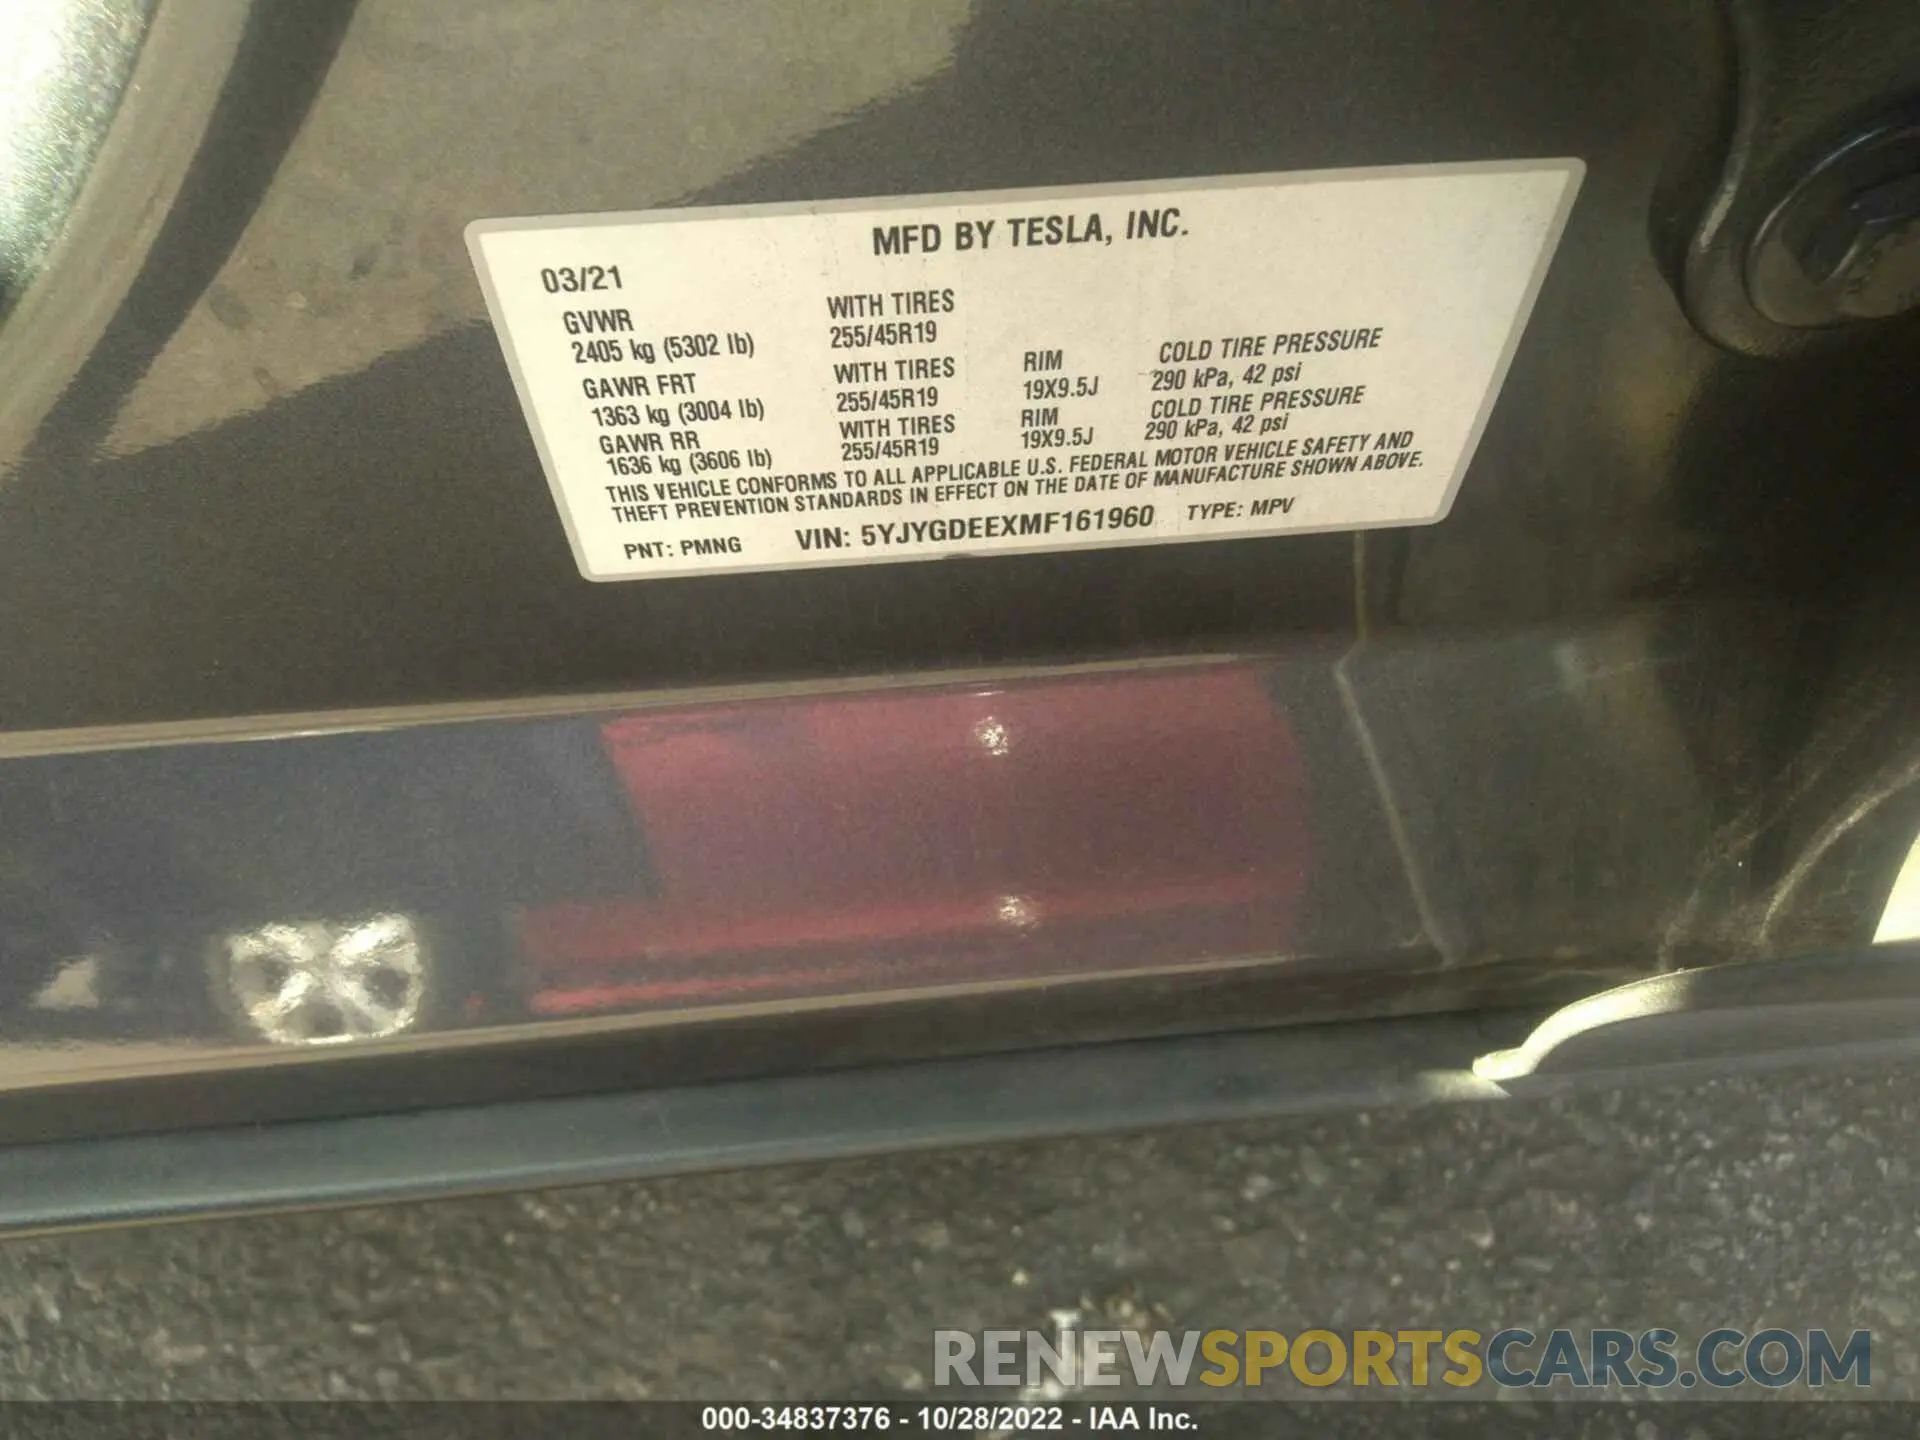 MFD BY TESLA, INC.
03/21
GVWR WITH TIRES
2405 kg (5302 lb) 255/45R19
GAWR FRT WITH TIRES RIM COLD TIRE PRESSURE
1363 kg (3004 lb) 255/45R19 19X9.5J 290 kPa, 42 psi
GAWR RR WITH TIRES RIM COLD TIRE PRESSURE
1636 kg (3606 lb) 255/45R19 19X9.5J 290 kPa, 42 psi
THIS VEHICLE CONFORMS TO ALL APPLICABLE U.S. FEDERAL MOTOR VEHICLE SAFETY AND
THEFT PREVENTION STANDARDS IN EFFECT ON THE DATE OF MANUFACTURE SHOWN ABOVE.
PNT: PMNG VIN: 5YJYGDEEXMF161960 TYPE: MPV
RENEWSPORTSCARS.COM
000-34837376 - 10/28/2022 - IAA Inc.